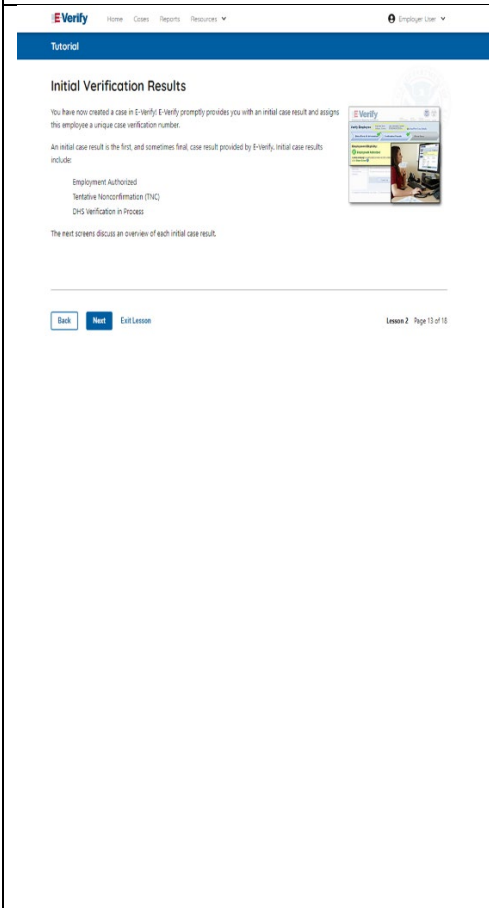 E-Verify Home Cases Reports Resources Employer User
Tutorial
Initial Verification Results
You have now created a case in E-Verify! E-Verify promptly provides you with an initial case result and assigns
this employee a unique case verification number.
An initial case result is the first, and sometimes final, case result provided by E-Verify. Initial case results
include:
Employment Authorized
Tentative Nonconfirmation (TNC)
DHS Verification in Process
The next screens discuss an overview of each initial case result.
E-Verify
Back Next Exit Lesson Lesson 2 Page 13 of 18